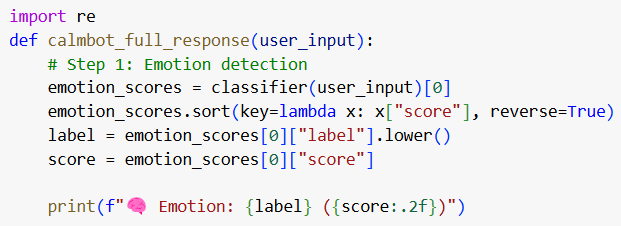 import re
def calmbot_full_response(user_input):
    # Step 1: Emotion detection
    emotion_scores = classifier(user_input)[0]
    emotion_scores.sort(key=lambda x: x["score"], reverse=True)
    label = emotion_scores[0]["label"].lower()
    score = emotion_scores[0]["score"]

    print(f"🧠 Emotion: {label} ({score:.2f})")